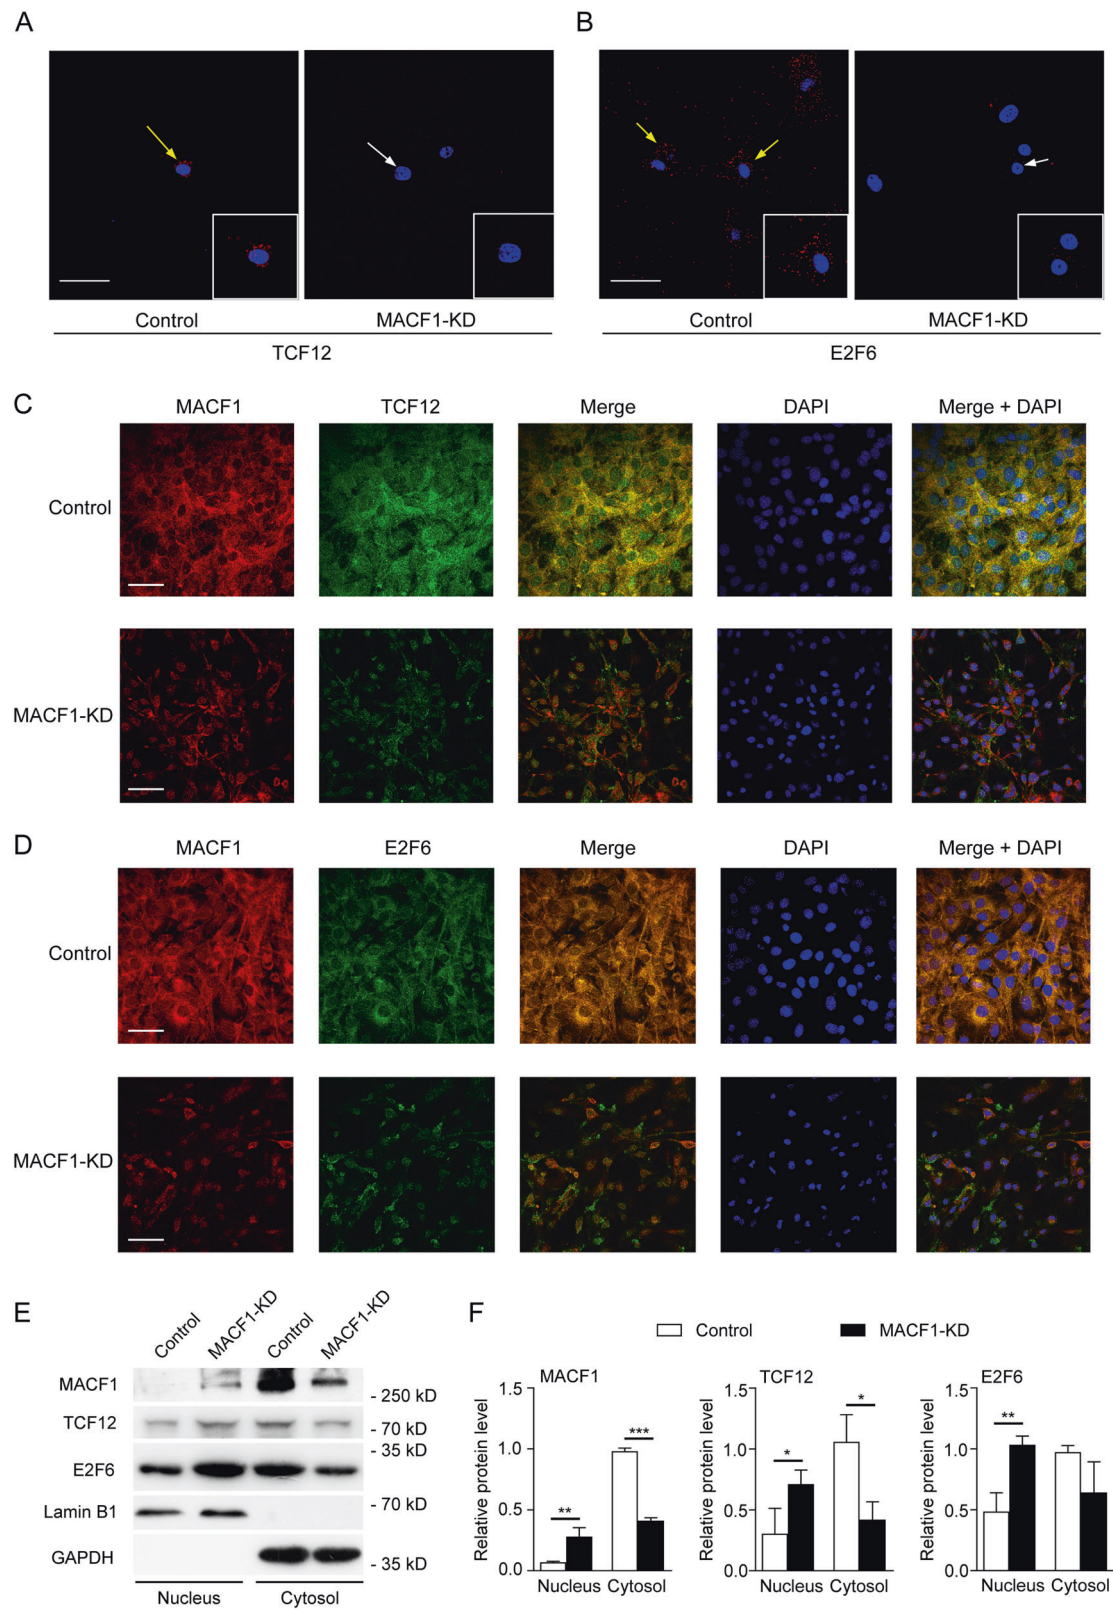 A
B
Control
MACF1-KD
TCF12
Control
MACF1-KD
E2F6
C
MACF1
TCF12
Merge
DAPI
Merge + DAPI
Control
MACF1-KD
D
MACF1
E2F6
Merge
DAPI
Merge + DAPI
Control
MACF1-KD
E
Control
MACF1-KD
Control
MACF1-KD
MACF1
- 250 kD
TCF12
- 70 kD
- 35 kD
E2F6
- 70 kD
Lamin B1
GAPDH
- 35 kD
Nucleus
Cytosol
F
Control
MACF1-KD
MACF1
Relative protein level
1.5
1.0
0.5
0.0
**
***
Nucleus Cytosol
TCF12
Relative protein level
1.5
1.0
0.5
0.0
*
*
Nucleus Cytosol
E2F6
Relative protein level
1.5
1.0
0.5
0.0
**
Nucleus Cytosol